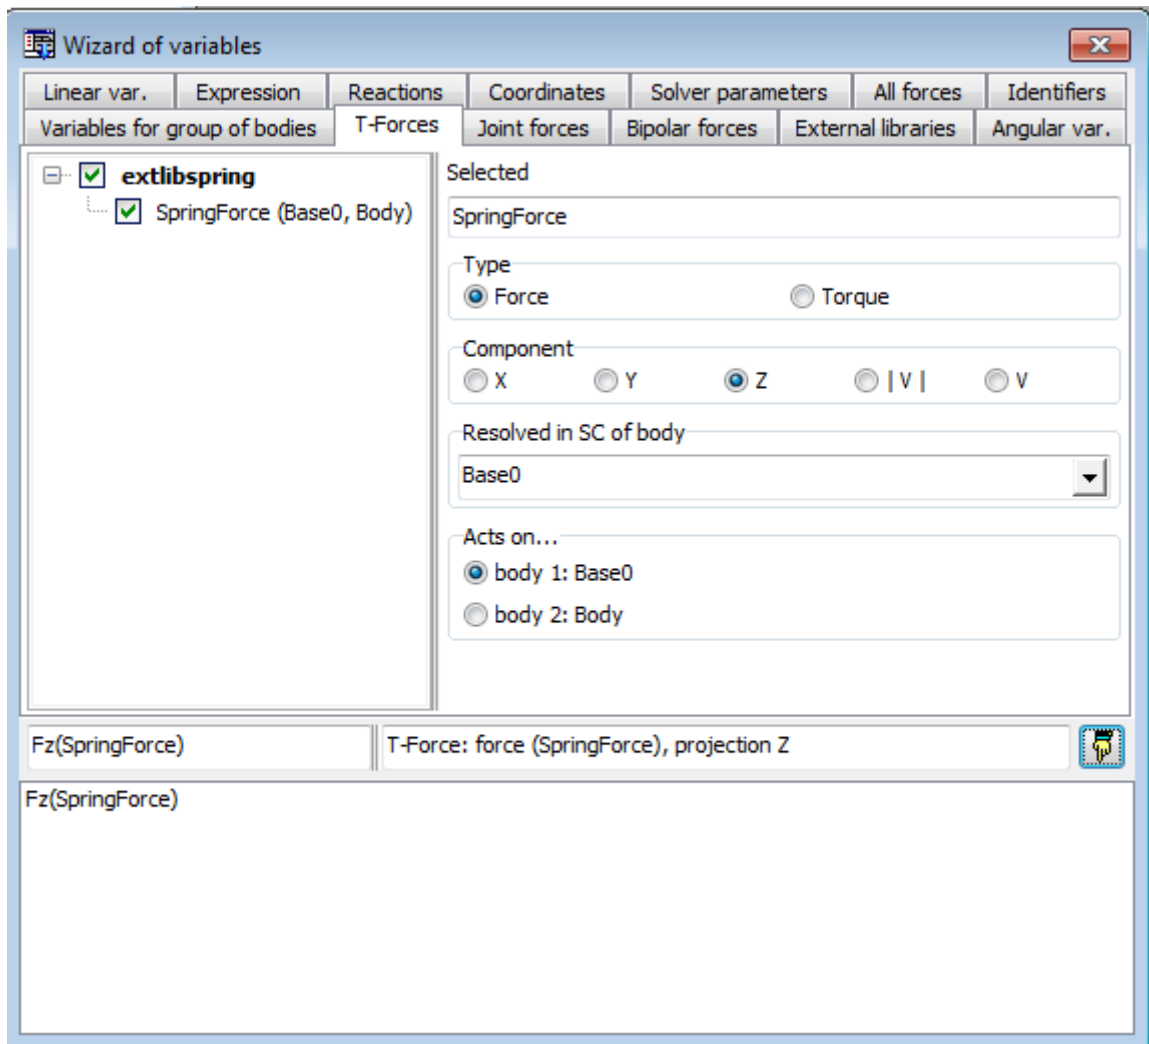 Wizard of variables
Linear var. Expression Reactions Coordinates Solver parameters All forces Identifiers
Variables for group of bodies T-Forces Joint forces Bipolar forces External libraries Angular var.
extlibspring
SpringForce (Base0, Body)
Selected
SpringForce
Type
Force Torque
Component
X Y Z | V | V
Resolved in SC of body
Base0
Acts on...
body 1: Base0
body 2: Body
Fz(SpringForce) T-Force: force (SpringForce), projection Z
Fz(SpringForce)